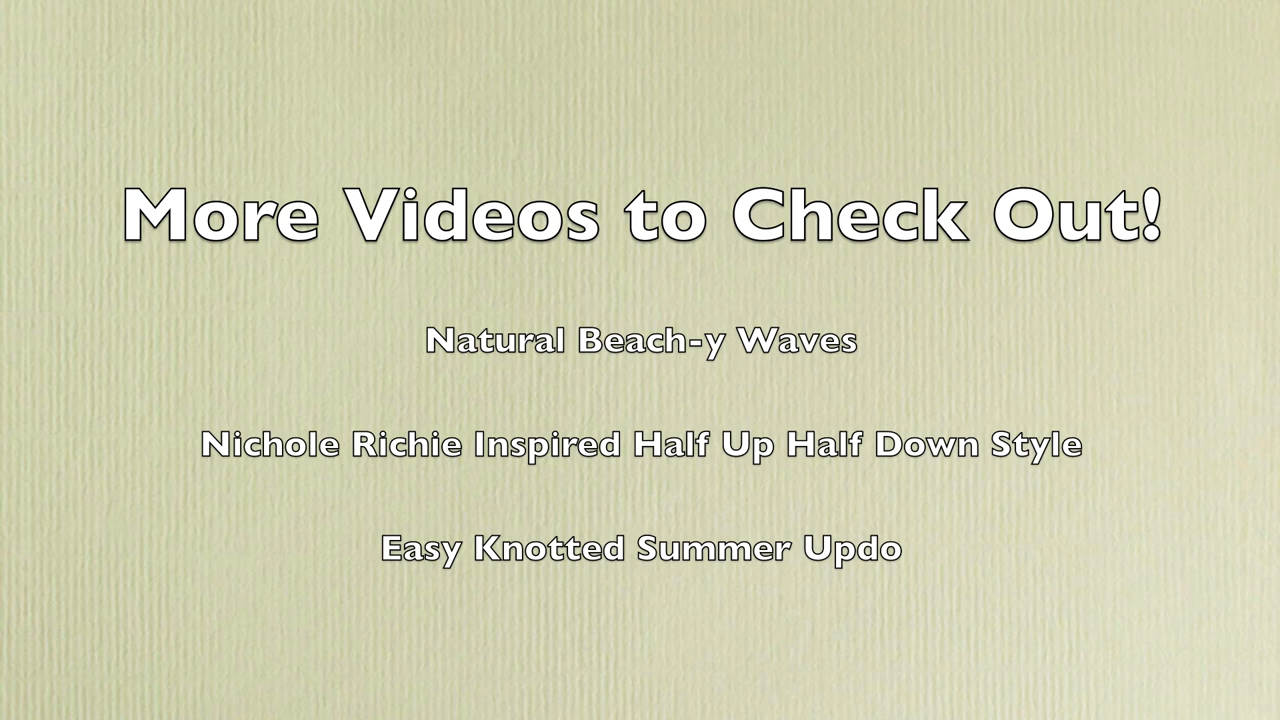 More Videos to Check Out!
Natural Beach-y Waves
Nichole Richie Inspired Half Up Half Down Style
Easy Knotted Summer Updo